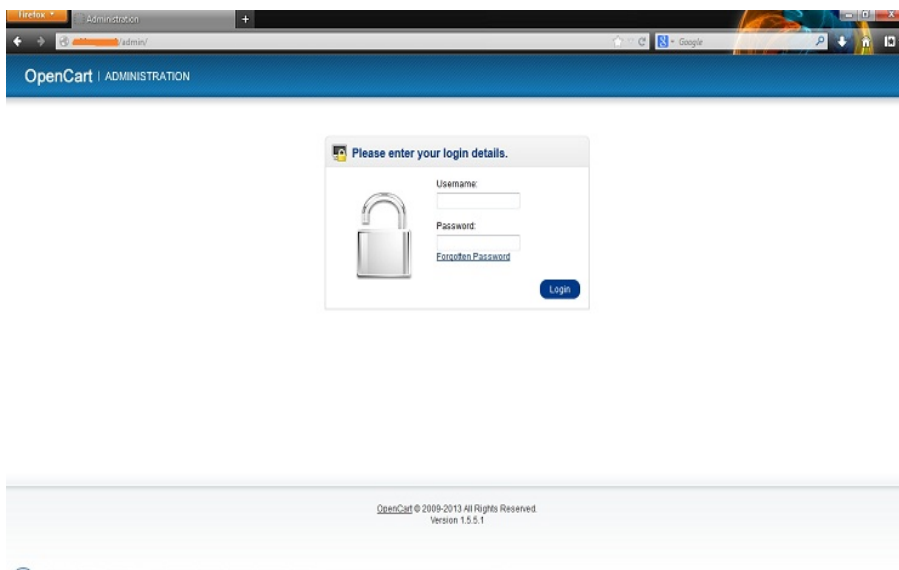 Firefox
Administration
+
/admin/
Google
OpenCart | ADMINISTRATION
Please enter your login details.
Username:
Password:
Forgotten Password
Login
OpenCart © 2009-2013 All Rights Reserved.
Version 1.5.5.1